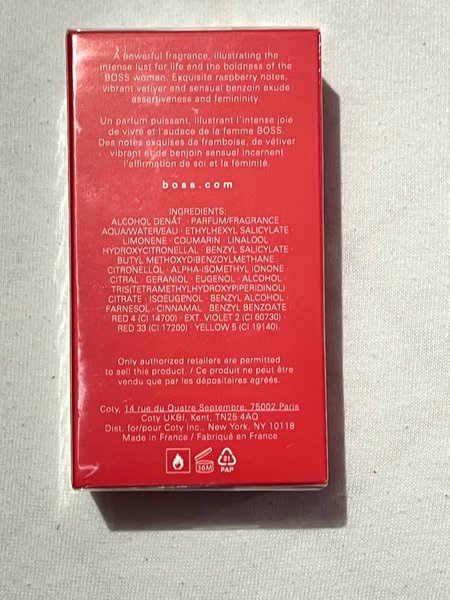 A powerful fragrance, illustrating the
intense lust for life and the boldness of the
BOSS woman. Exquisite raspberry notes,
vibrant vetiver and sensual benzoin exude
assertiveness and femininity.
Un parfum puissant, illustrant l'intense joie
de vivre et l'audace de la femme BOSS.
Des notes exquises de framboise, de vétiver
vibrant et de benjoin sensuel incarnent
l'affirmation de soi et la féminité.
boss.com
INGREDIENTS:
ALCOHOL DENAT. · PARFUM/FRAGRANCE ·
AQUA/WATER/EAU · ETHYLHEXYL SALICYLATE ·
LIMONENE · COUMARIN · LINALOOL ·
HYDROXYCITRONELLAL · BENZYL SALICYLATE ·
BUTYL METHOXYDIBENZOYLMETHANE ·
CITRONELLOL · ALPHA-ISOMETHYL IONONE ·
CITRAL · GERANIOL · EUGENOL · ALCOHOL ·
TRIS(TETRAMETHYLHYDROXYPIPERIDINOL)
CITRATE · ISOEUGENOL · BENZYL ALCOHOL ·
FARNESOL · CINNAMAL · BENZYL BENZOATE ·
RED 4 (CI 14700) · EXT. VIOLET 2 (CI 60730) ·
RED 33 (CI 17200) · YELLOW 5 (CI 19140).
Only authorized retailers are permitted
to sell this product. / Ce produit ne peut être
vendu que par les dépositaires agréés.
Coty, 14 rue du Quatre Septembre, 75002 Paris
Coty UK&I, Kent, TN25 4AQ
Dist. for/pour Coty Inc., New York, NY 10118
Made in France / Fabriqué en France
36M
21
PAP